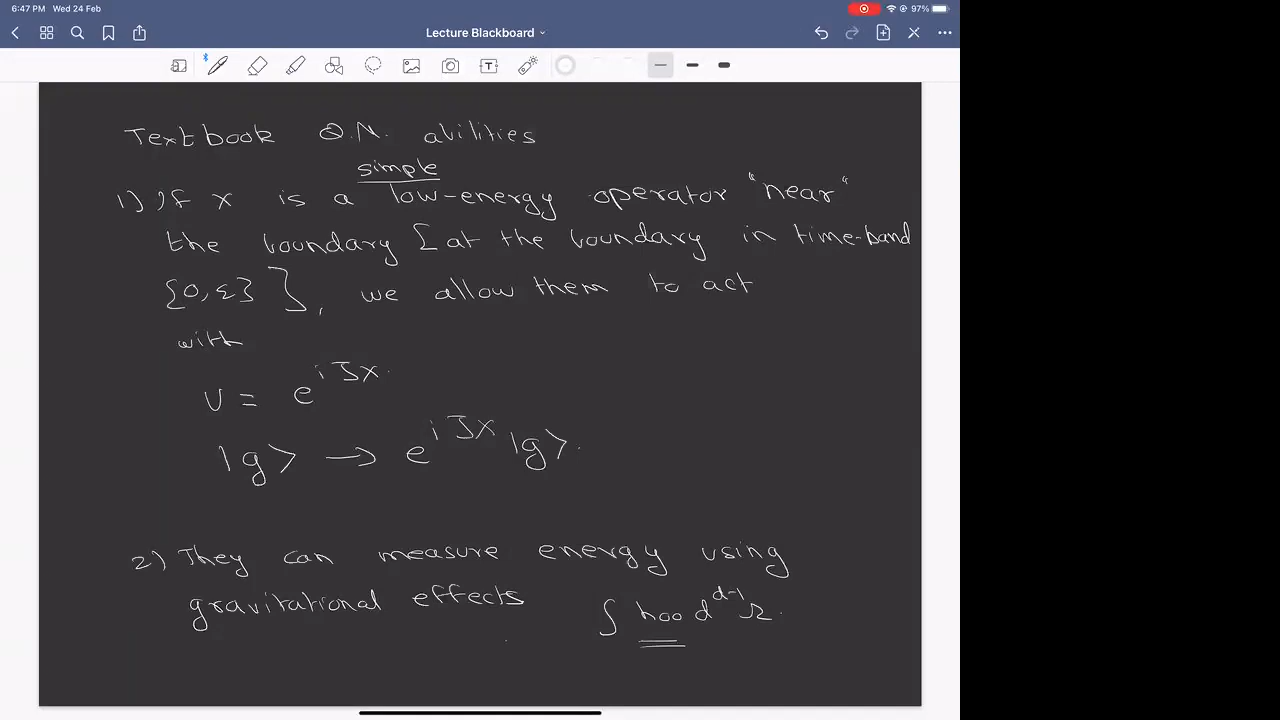 6:47 PM Wed 24 Feb
97%
Lecture Blackboard
Textbook Q.M. abilities
simple
1) If X is a low-energy operator "near"
the boundary [at the boundary in time-band
{0, ε}], we allow them to act
with
U = e^{iJX}
|g> → e^{iJX} |g>.
2) They can measure energy using
gravitational effects ∫ h00 d^{d-1}Ω.